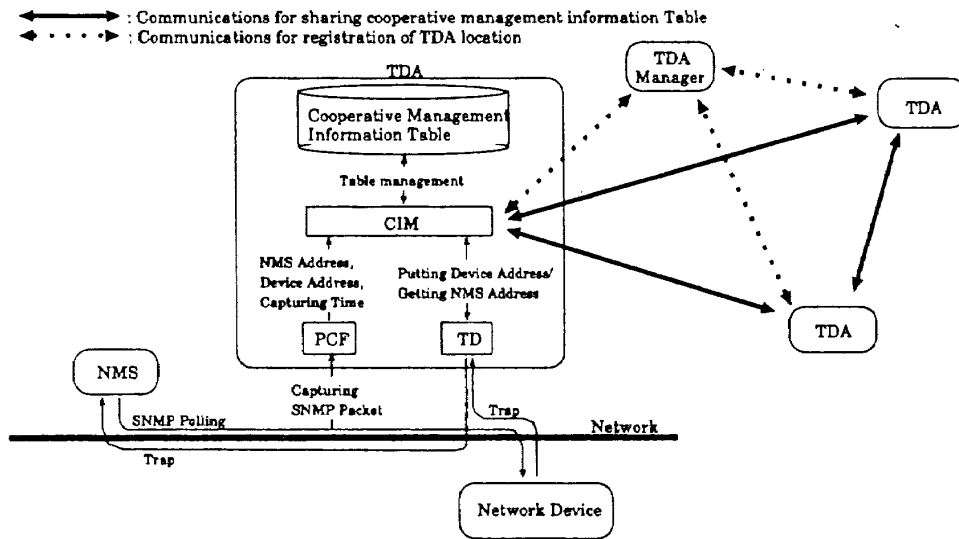 : Communications for sharing cooperative management information Table
: Communications for registration of TDA location
TDA
Cooperative Management
Information Table
Table management
CIM
NMS Address,
Device Address,
Capturing Time
Putting Device Address/
Getting NMS Address
PCF
TD
TDA
Manager
TDA
TDA
NMS
Capturing
SNMP Packet
SNMP Polling
Trap
Trap
Network
Network Device